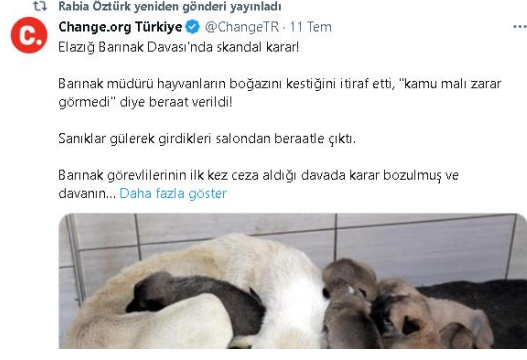 Rabia Öztürk yeniden gönderi yayınladı
C.
Change.org Türkiye @ChangeTR · 11 Tem
Elazığ Barınak Davası'nda skandal karar!
Barınak müdürü hayvanların boğazını kestiğini itiraf etti, "kamu malı zarar
görmedi" diye beraat verildi!
Sanıklar gülerek girdikleri salondan beraatle çıktı.
Barınak görevlilerinin ilk kez ceza aldığı davada karar bozulmuş ve
davanın... Daha fazla göster